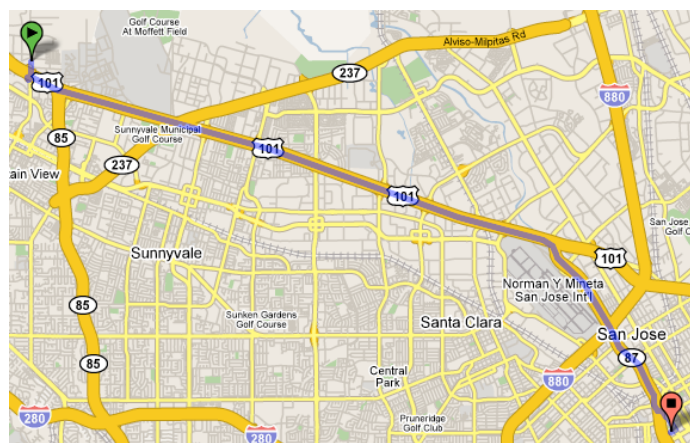 Golf Course
At Moffett Field
Alviso-Milpitas Rd
237
101
880
85
Sunnyvale Municipal
Golf Course
101
237
tain View
101
San Jose
Golf C
Sunnyvale
101
Norman Y Mineta
San Jose Int'l
85
Sunken Gardens
Golf Course
Santa Clara
San Jose
85
87
Central
Park
880
280
Pruneridge
Golf Club
280